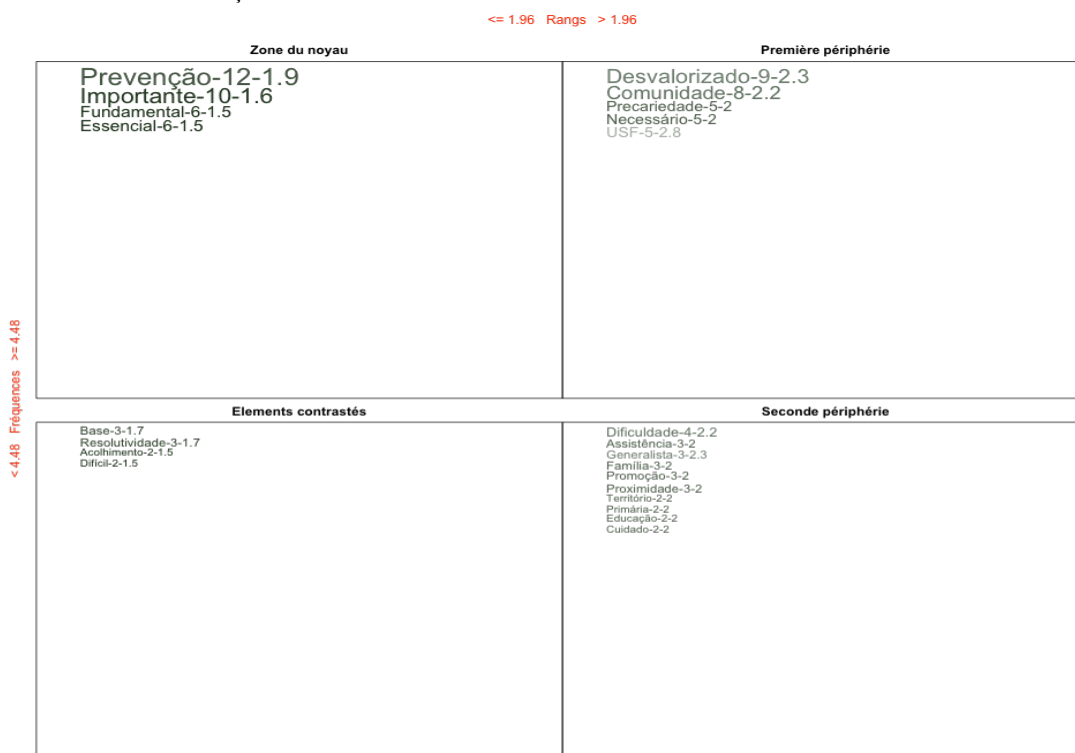 <= 1.96 Rangs > 1.96
Zone du noyau
Première périphérie
Prevenção-12-1.9
Importante-10-1.6
Fundamental-6-1.5
Essencial-6-1.5
Desvalorizado-9-2.3
Comunidade-8-2.2
Precariedade-5-2
Necessário-5-2
USF-5-2.8
< 4.48 Fréquences >= 4.48
Elements contrastés
Seconde périphérie
Base-3-1.7
Resolutividade-3-1.7
Acolhimento-2-1.5
Difícil-2-1.5
Dificuldade-4-2.2
Assistência-3-2
Generalista-3-2.3
Família-3-2
Promoção-3-2
Proximidade-3-2
Território-2-2
Primária-2-2
Educação-2-2
Cuidado-2-2